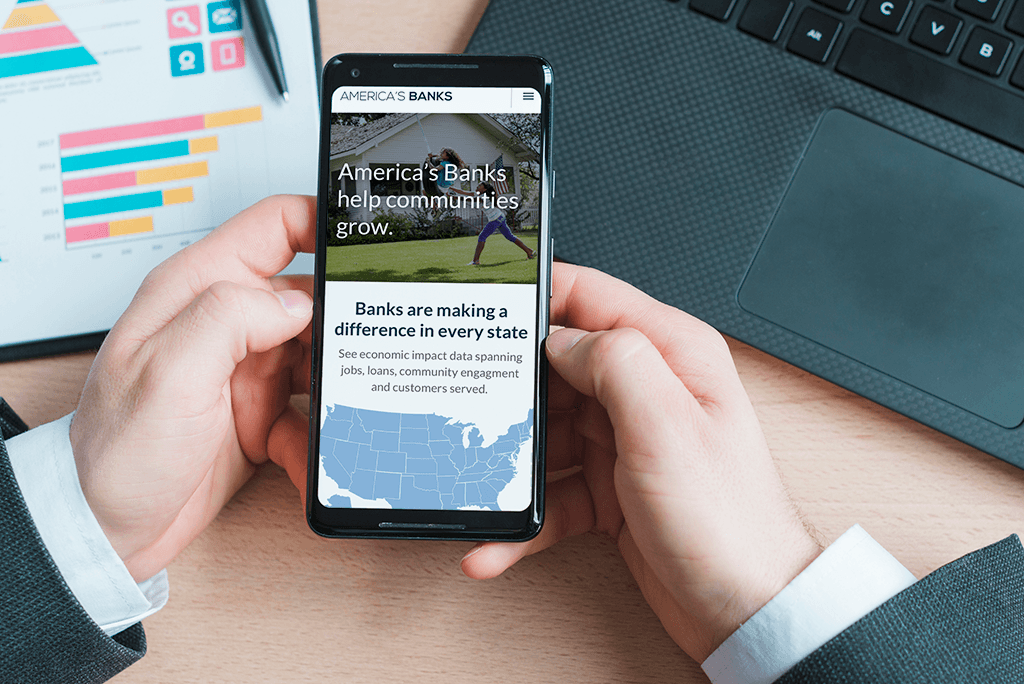 AMERICA'S BANKS
America's Banks
help communities
grow.
Banks are making a
difference in every state
See economic impact data spanning
jobs, loans, community engagment
and customers served.
C
V
B
Alt